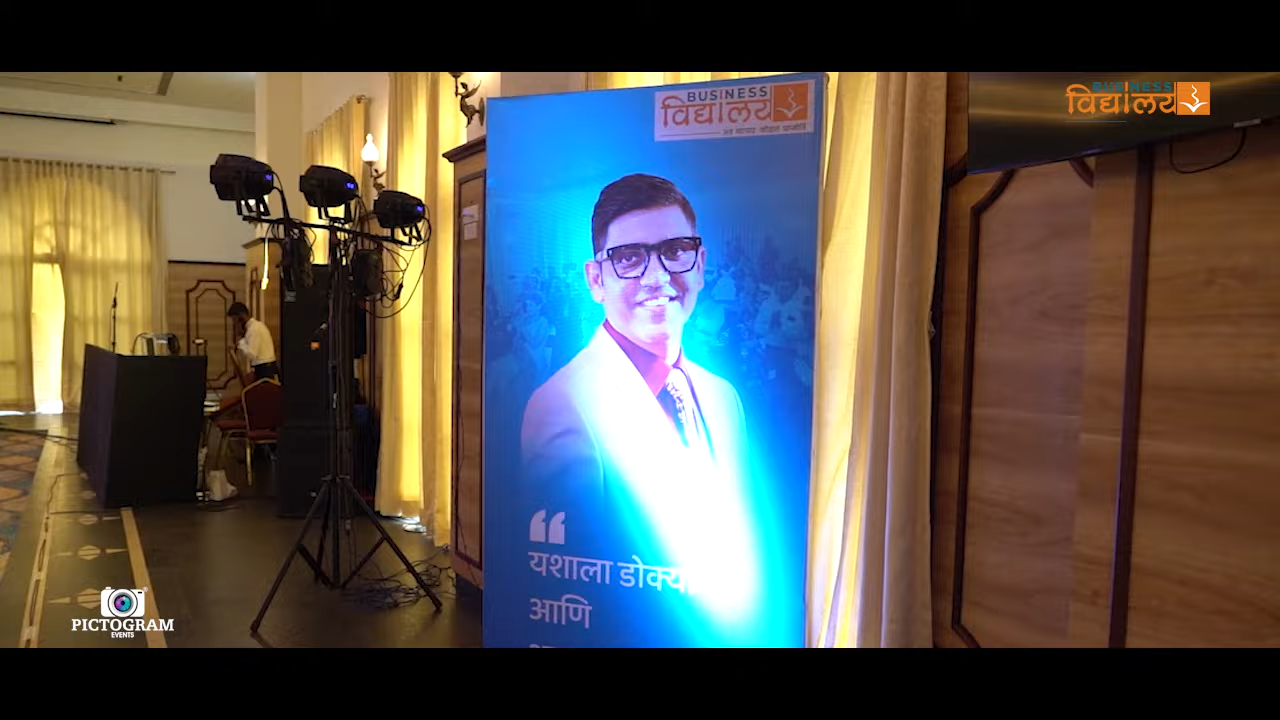 BUSINESS
विद्यालय
BUSINESS
विद्यालय
यशाला डोक्या
आणि
PICTOGRAM
EVENTS